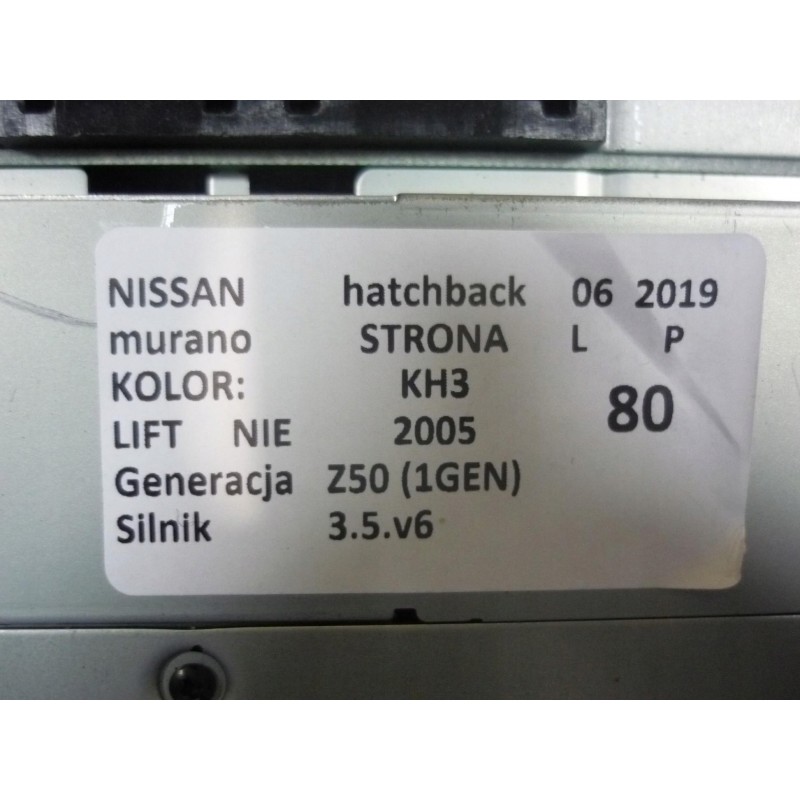 NISSAN hatchback 06 2019
murano STRONA L P
KOLOR: KH3 80
LIFT NIE 2005
Generacja Z50 (1GEN)
Silnik 3.5.v6